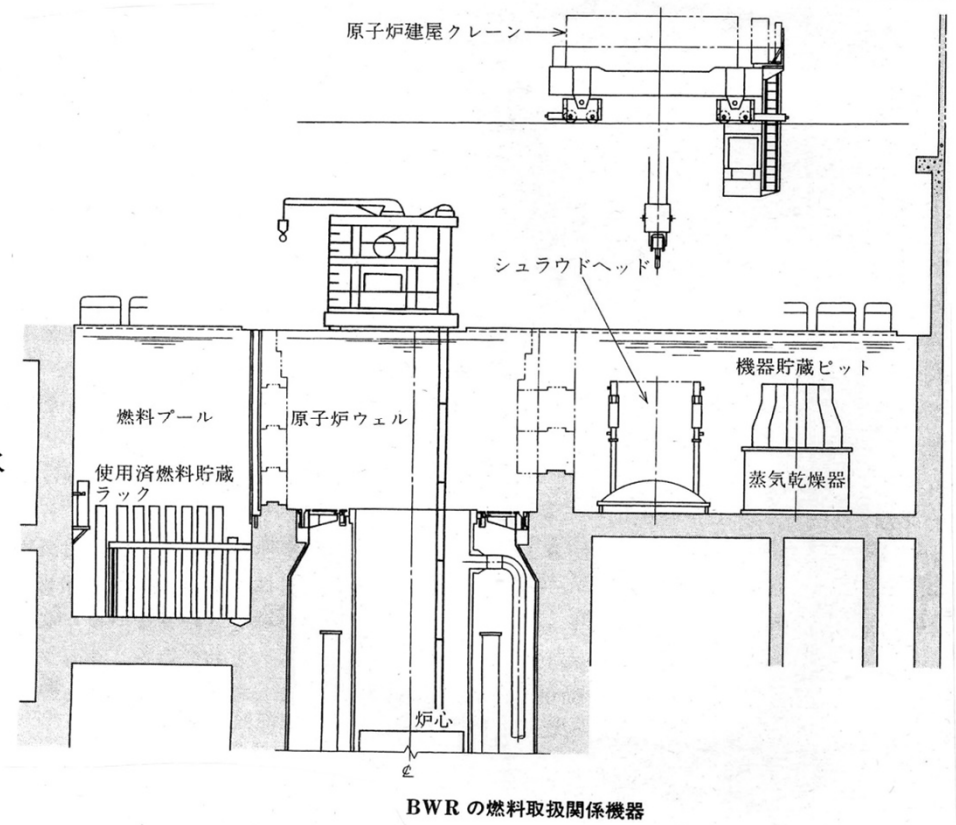 原子炉建屋クレーン
シュラウドヘッド
機器貯蔵ピット
燃料プール
原子炉ウェル
使用済燃料貯蔵
ラック
蒸気乾燥器
炉心
℄
BWRの燃料取扱関係機器